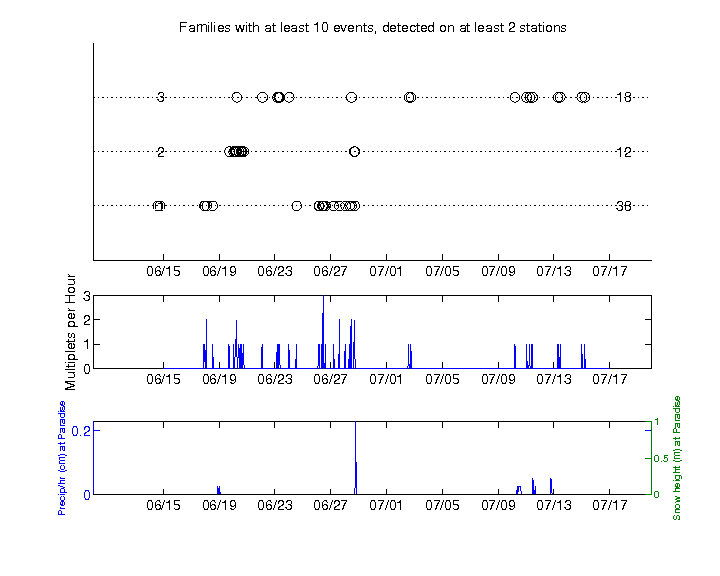 Families with at least 10 events, detected on at least 2 stations
3 18
2 12
1 38
06/15 06/19 06/23 06/27 07/01 07/05 07/09 07/13 07/17
Multiplets per Hour
3
2
1
0
06/15 06/19 06/23 06/27 07/01 07/05 07/09 07/13 07/17
Precip/hr (cm) at Paradise
0.2
0
1
0.5
0
Snow height (m) at Paradise
06/15 06/19 06/23 06/27 07/01 07/05 07/09 07/13 07/17